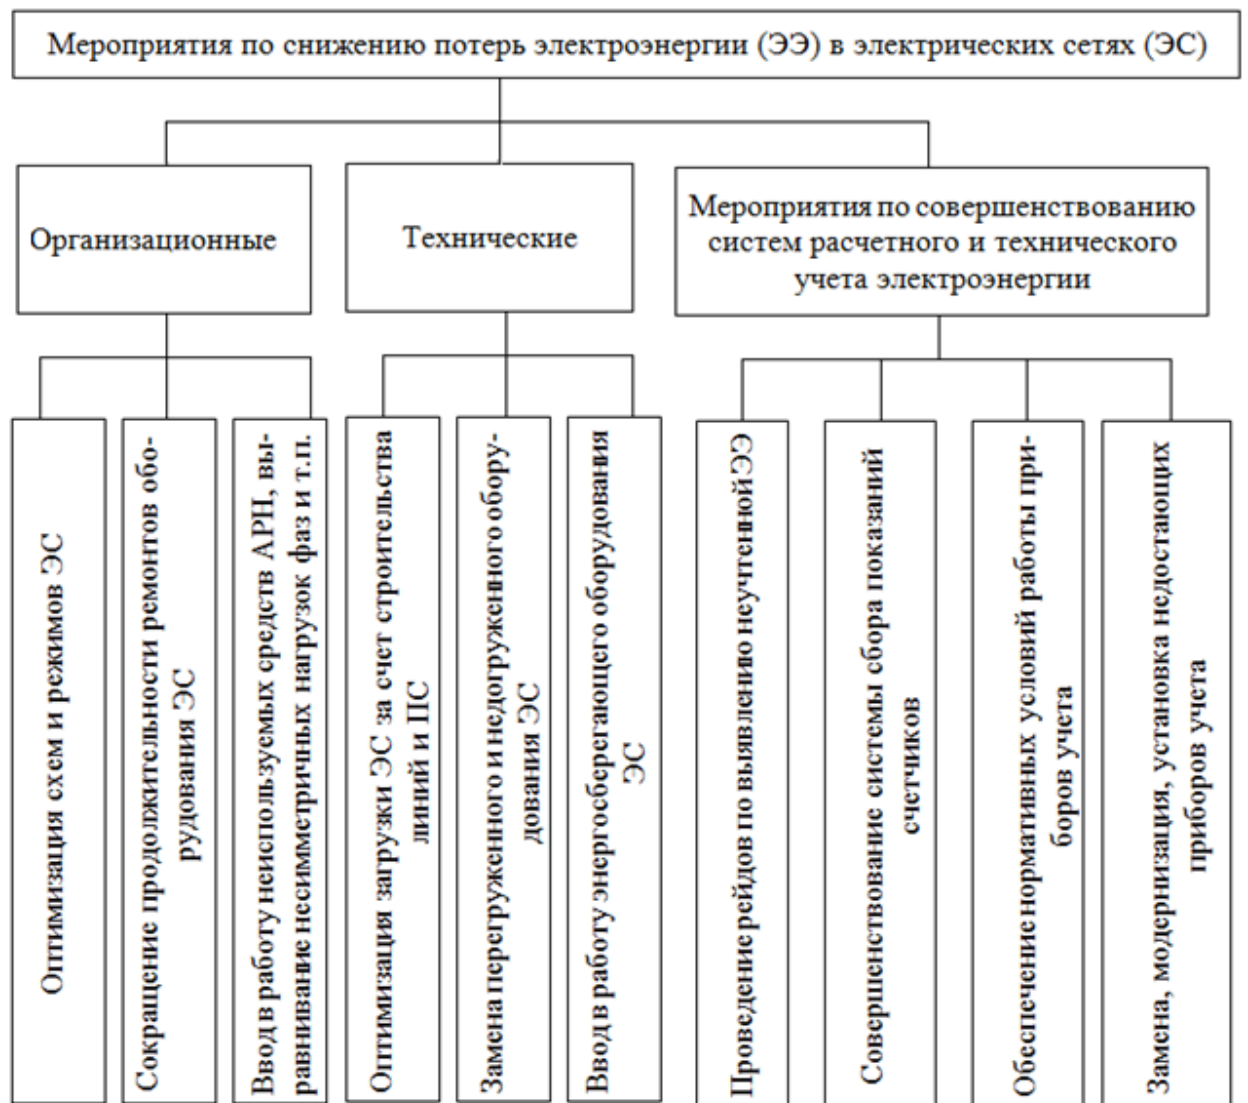 Мероприятия по снижению потерь электроэнергии (ЭЭ) в электрических сетях (ЭС)
Организационные
Технические
Мероприятия по совершенствованию
систем расчетного и технического
учета электроэнергии
Оптимизация схем и режимов ЭС
Сокращение продолжительности ремонтов обо-
рудования ЭС
Ввод в работу неиспользуемых средств АРН, вы-
равнивание несимметричных нагрузок фаз и т.п.
Оптимизация загрузки ЭС за счет строительства
линий и ПС
Замена перегруженного и недогруженного обору-
дования ЭС
Ввод в работу энергосберегающего оборудования
ЭС
Проведение рейдов по выявлению неучтенной ЭЭ
Совершенствование системы сбора показаний
счетчиков
Обеспечение нормативных условий работы при-
боров учета
Замена, модернизация, установка недостающих
приборов учета